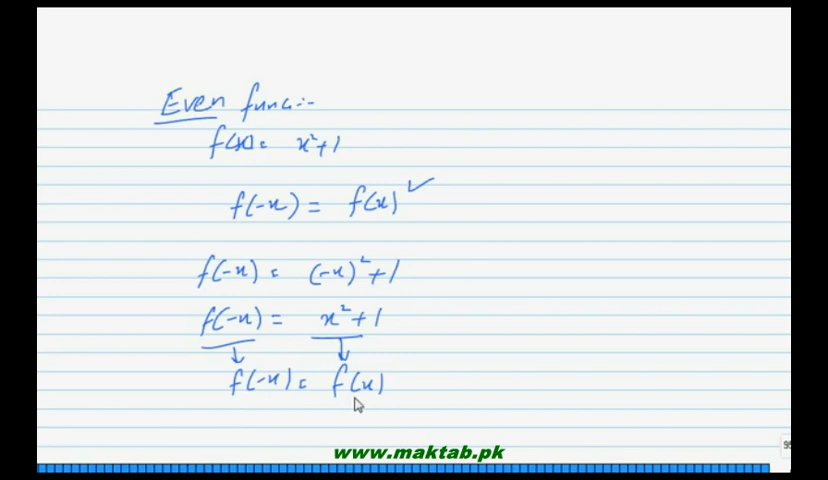 Even func:-
f(x) = x²+1
f(-x) = f(x) ✓
f(-x) = (-x)²+1
f(-x) = x²+1
↓ ↓
f(-x) = f(x)
www.maktab.pk